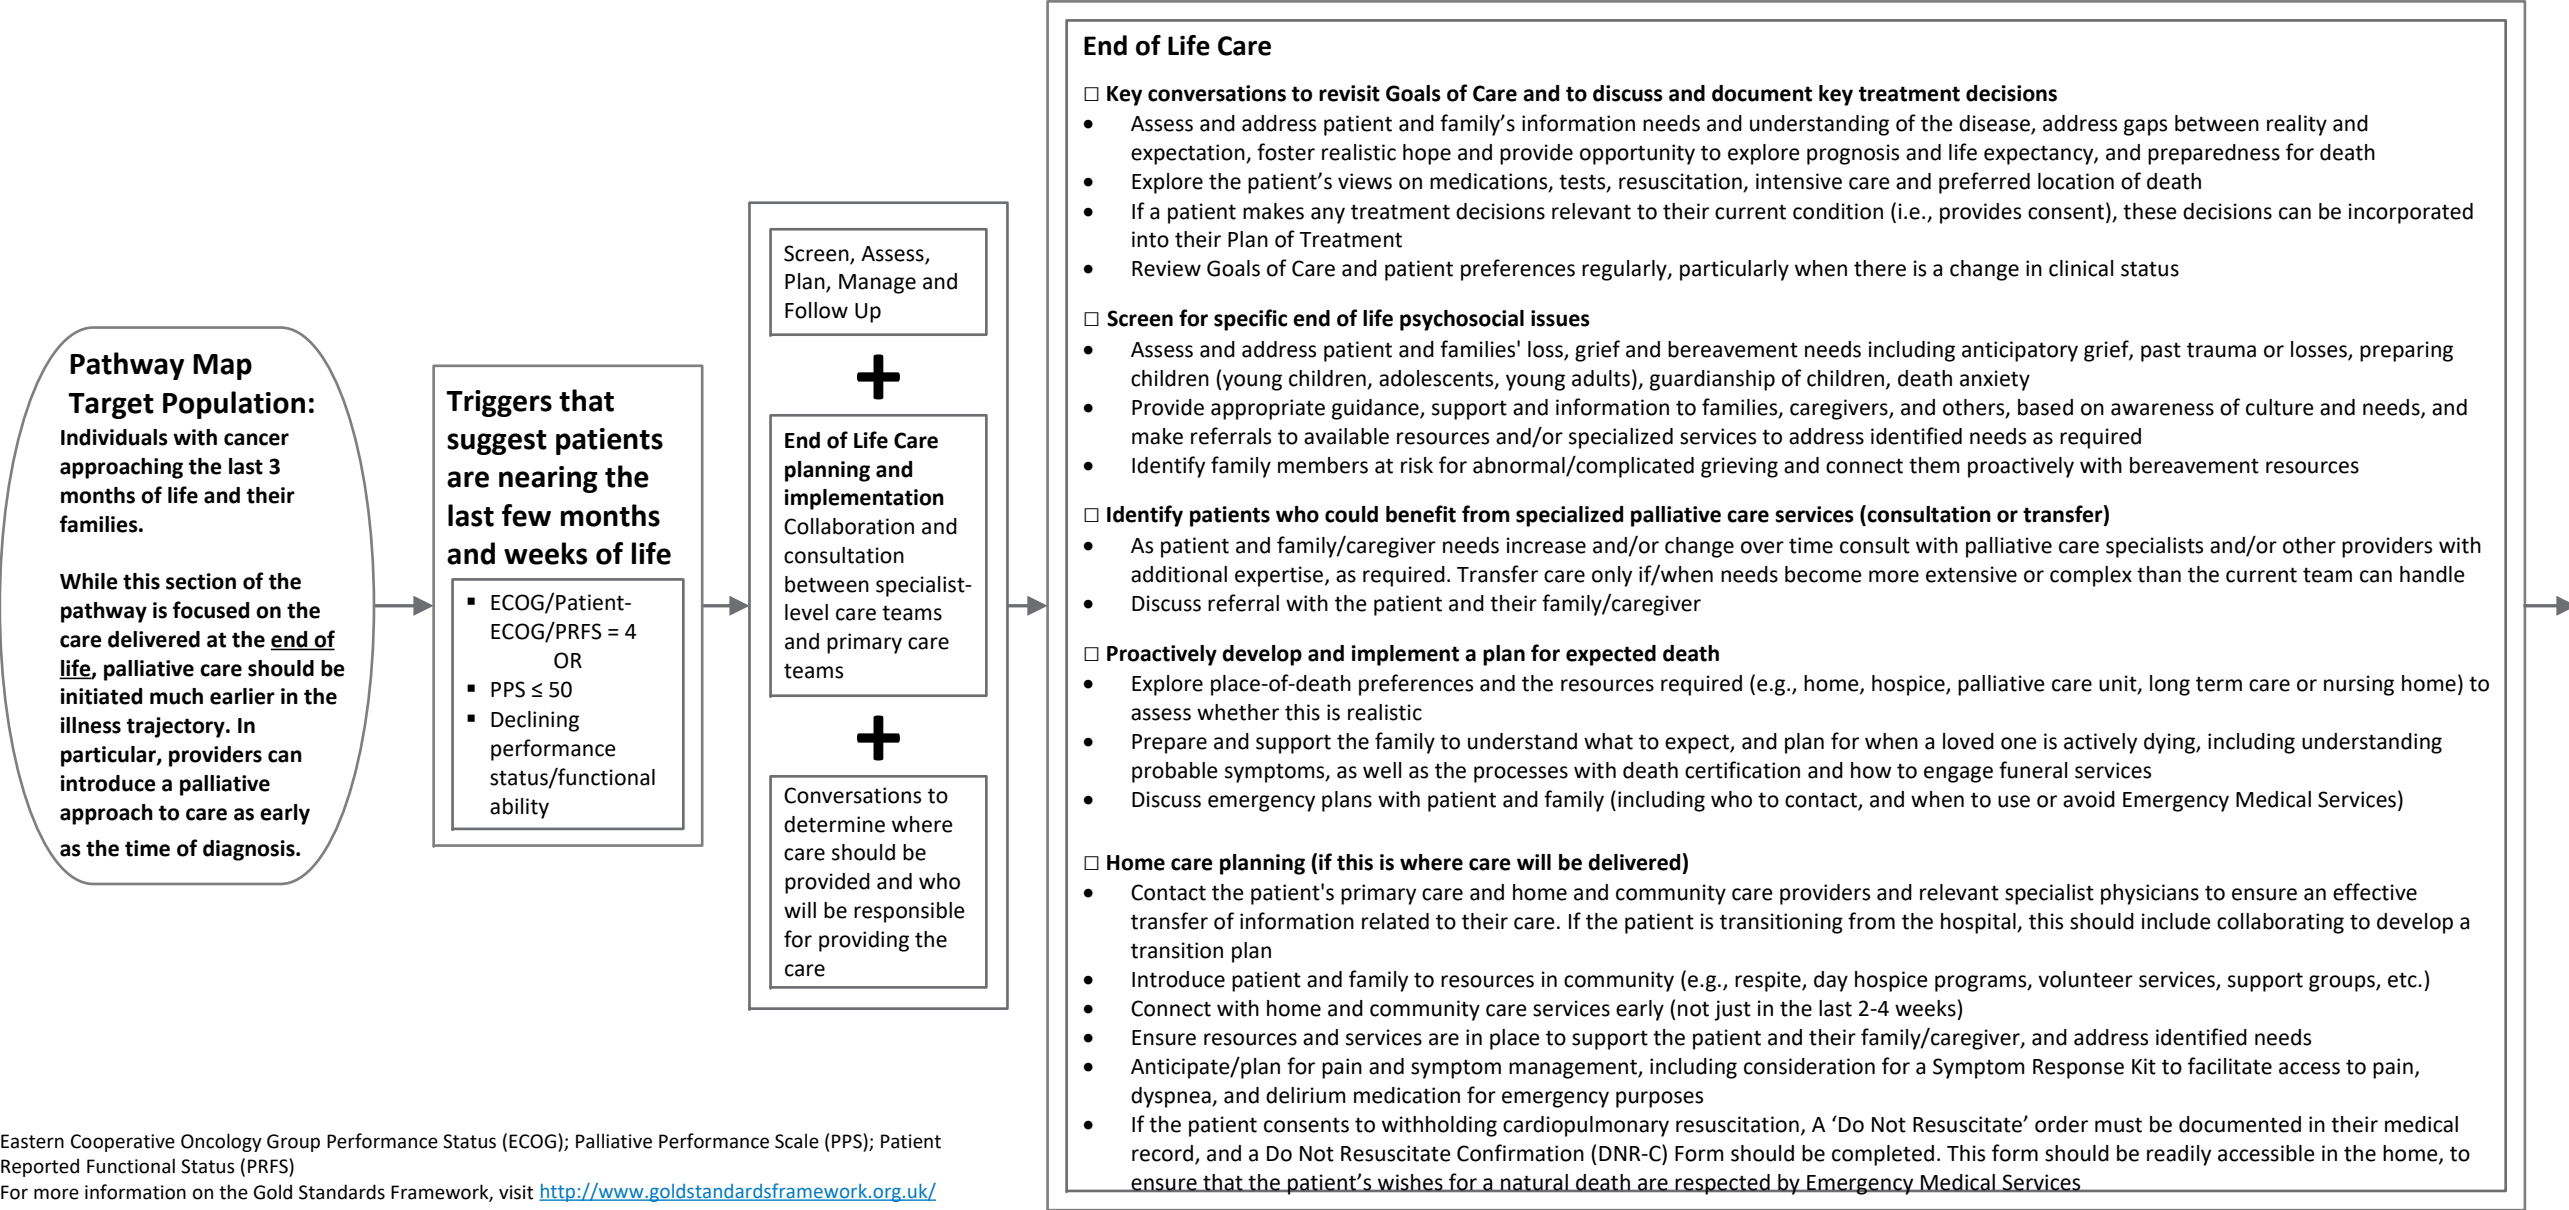 Pathway Map
Target Population:
Individuals with cancer
approaching the last 3
months of life and their
families.
While this section of the
pathway is focused on the
care delivered at the end of
life, palliative care should be
initiated much earlier in the
illness trajectory. In
particular, providers can
introduce a palliative
approach to care as early
as the time of diagnosis.
Triggers that
suggest patients
are nearing the
last few months
and weeks of life
▪ ECOG/Patient-
ECOG/PRFS = 4
OR
▪ PPS ≤ 50
▪ Declining
performance
status/functional
ability
Screen, Assess,
Plan, Manage and
Follow Up
+
End of Life Care
planning and
implementation
Collaboration and
consultation
between specialist-
level care teams
and primary care
teams
+
Conversations to
determine where
care should be
provided and who
will be responsible
for providing the
care
End of Life Care
□ Key conversations to revisit Goals of Care and to discuss and document key treatment decisions
• Assess and address patient and family’s information needs and understanding of the disease, address gaps between reality and
expectation, foster realistic hope and provide opportunity to explore prognosis and life expectancy, and preparedness for death
• Explore the patient’s views on medications, tests, resuscitation, intensive care and preferred location of death
• If a patient makes any treatment decisions relevant to their current condition (i.e., provides consent), these decisions can be incorporated
into their Plan of Treatment
• Review Goals of Care and patient preferences regularly, particularly when there is a change in clinical status
□ Screen for specific end of life psychosocial issues
• Assess and address patient and families' loss, grief and bereavement needs including anticipatory grief, past trauma or losses, preparing
children (young children, adolescents, young adults), guardianship of children, death anxiety
• Provide appropriate guidance, support and information to families, caregivers, and others, based on awareness of culture and needs, and
make referrals to available resources and/or specialized services to address identified needs as required
• Identify family members at risk for abnormal/complicated grieving and connect them proactively with bereavement resources
□ Identify patients who could benefit from specialized palliative care services (consultation or transfer)
• As patient and family/caregiver needs increase and/or change over time consult with palliative care specialists and/or other providers with
additional expertise, as required. Transfer care only if/when needs become more extensive or complex than the current team can handle
• Discuss referral with the patient and their family/caregiver
□ Proactively develop and implement a plan for expected death
• Explore place-of-death preferences and the resources required (e.g., home, hospice, palliative care unit, long term care or nursing home) to
assess whether this is realistic
• Prepare and support the family to understand what to expect, and plan for when a loved one is actively dying, including understanding
probable symptoms, as well as the processes with death certification and how to engage funeral services
• Discuss emergency plans with patient and family (including who to contact, and when to use or avoid Emergency Medical Services)
□ Home care planning (if this is where care will be delivered)
• Contact the patient's primary care and home and community care providers and relevant specialist physicians to ensure an effective
transfer of information related to their care. If the patient is transitioning from the hospital, this should include collaborating to develop a
transition plan
• Introduce patient and family to resources in community (e.g., respite, day hospice programs, volunteer services, support groups, etc.)
• Connect with home and community care services early (not just in the last 2-4 weeks)
• Ensure resources and services are in place to support the patient and their family/caregiver, and address identified needs
• Anticipate/plan for pain and symptom management, including consideration for a Symptom Response Kit to facilitate access to pain,
dyspnea, and delirium medication for emergency purposes
• If the patient consents to withholding cardiopulmonary resuscitation, A ‘Do Not Resuscitate’ order must be documented in their medical
record, and a Do Not Resuscitate Confirmation (DNR-C) Form should be completed. This form should be readily accessible in the home, to
ensure that the patient’s wishes for a natural death are respected by Emergency Medical Services
Eastern Cooperative Oncology Group Performance Status (ECOG); Palliative Performance Scale (PPS); Patient
Reported Functional Status (PRFS)
For more information on the Gold Standards Framework, visit http://www.goldstandardsframework.org.uk/